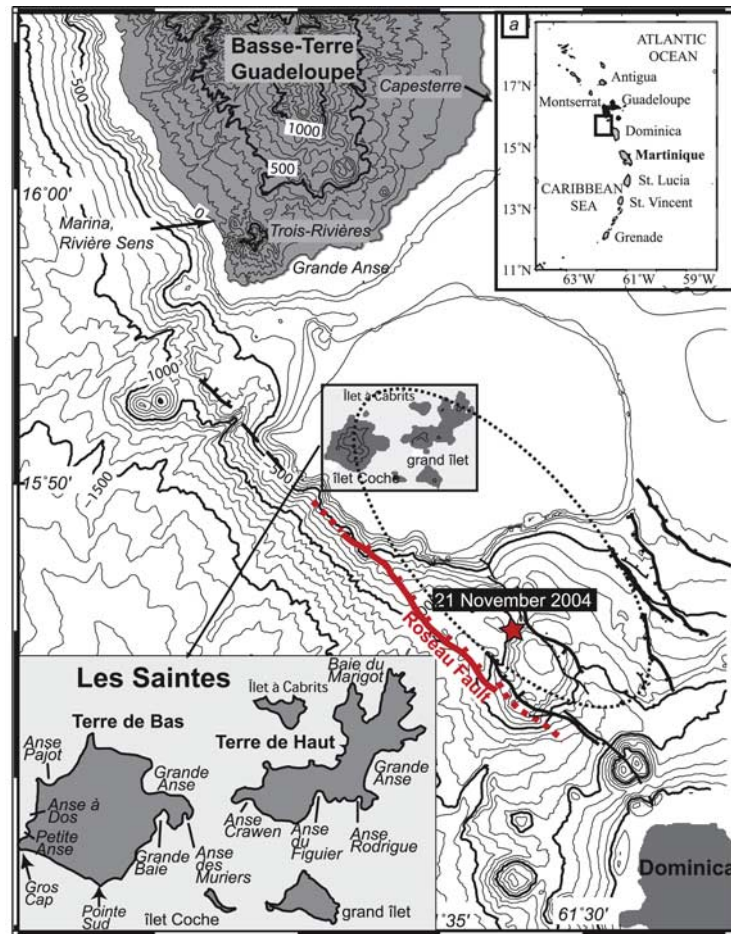 Basse-Terre
Guadeloupe
Capesterre
500
1000
500
16°00'
0
Marina,
Rivière Sens
Trois-Rivières
Grande Anse
a
ATLANTIC
OCEAN
17°N
Antigua
Montserrat
Guadeloupe
Dominica
15°N
Martinique
St. Lucia
CARIBBEAN
SEA
13°N
St. Vincent
Grenade
11°N
63°W
61°W
59°W
-1000
Îlet à Cabrits
grand îlet
îlet Coche
-500
15°50'
-1500
21 November 2004
Roseau Fault
Les Saintes
Baie du
Marigot
Îlet à Cabrits
Terre de Bas
Terre de Haut
Anse
Pajot
Grande
Anse
Grande
Anse
Anse à
Dos
Petite
Anse
Anse
Crawen
Anse
du
Figuier
Anse
Rodrigue
Grande
Baie
Anse
des
Muriers
Gros
Cap
Pointe
Sud
îlet Coche
grand îlet
Dominica
1°35'
61°30'